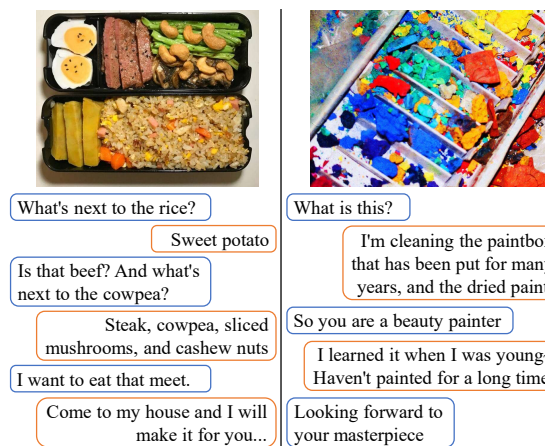 What's next to the rice?
Sweet potato
Is that beef? And what's
next to the cowpea?
Steak, cowpea, sliced
mushrooms, and cashew nuts
I want to eat that meet.
Come to my house and I will
make it for you...
What is this?
I'm cleaning the paintbo
that has been put for many
years, and the dried paint
So you are a beauty painter
I learned it when I was young
Haven't painted for a long time
Looking forward to
your masterpiece